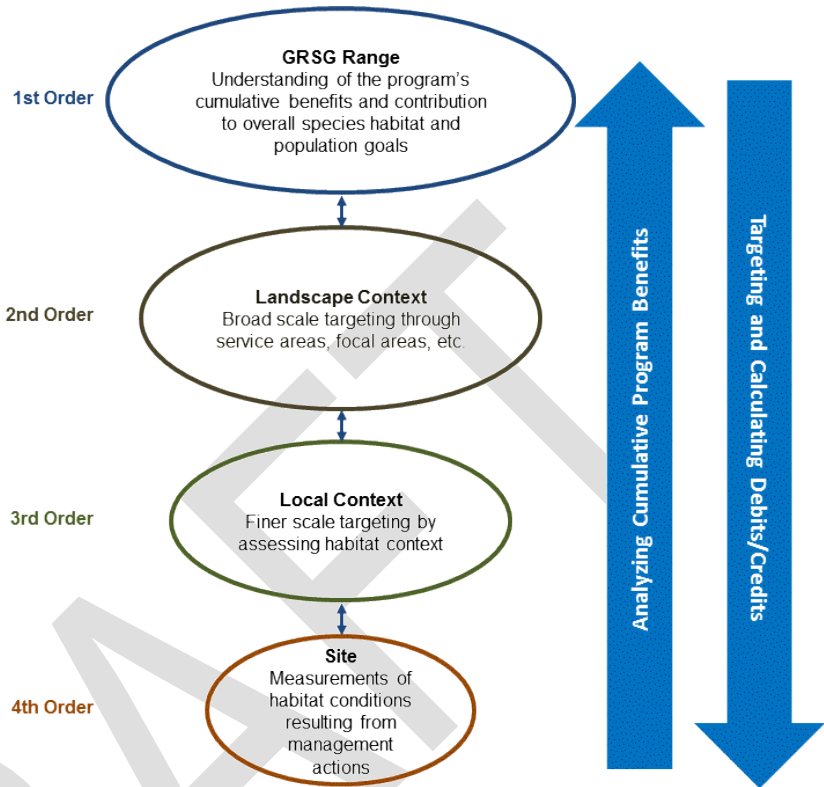 1st Order
GRSG Range
Understanding of the program's
cumulative benefits and contribution
to overall species habitat and
population goals
2nd Order
Landscape Context
Broad scale targeting through
service areas, focal areas, etc.
3rd Order
Local Context
Finer scale targeting by
assessing habitat context
4th Order
Site
Measurements of
habitat conditions
resulting from
management
actions
Analyzing Cumulative Program Benefits
Targeting and Calculating Debits/Credits
RAFT